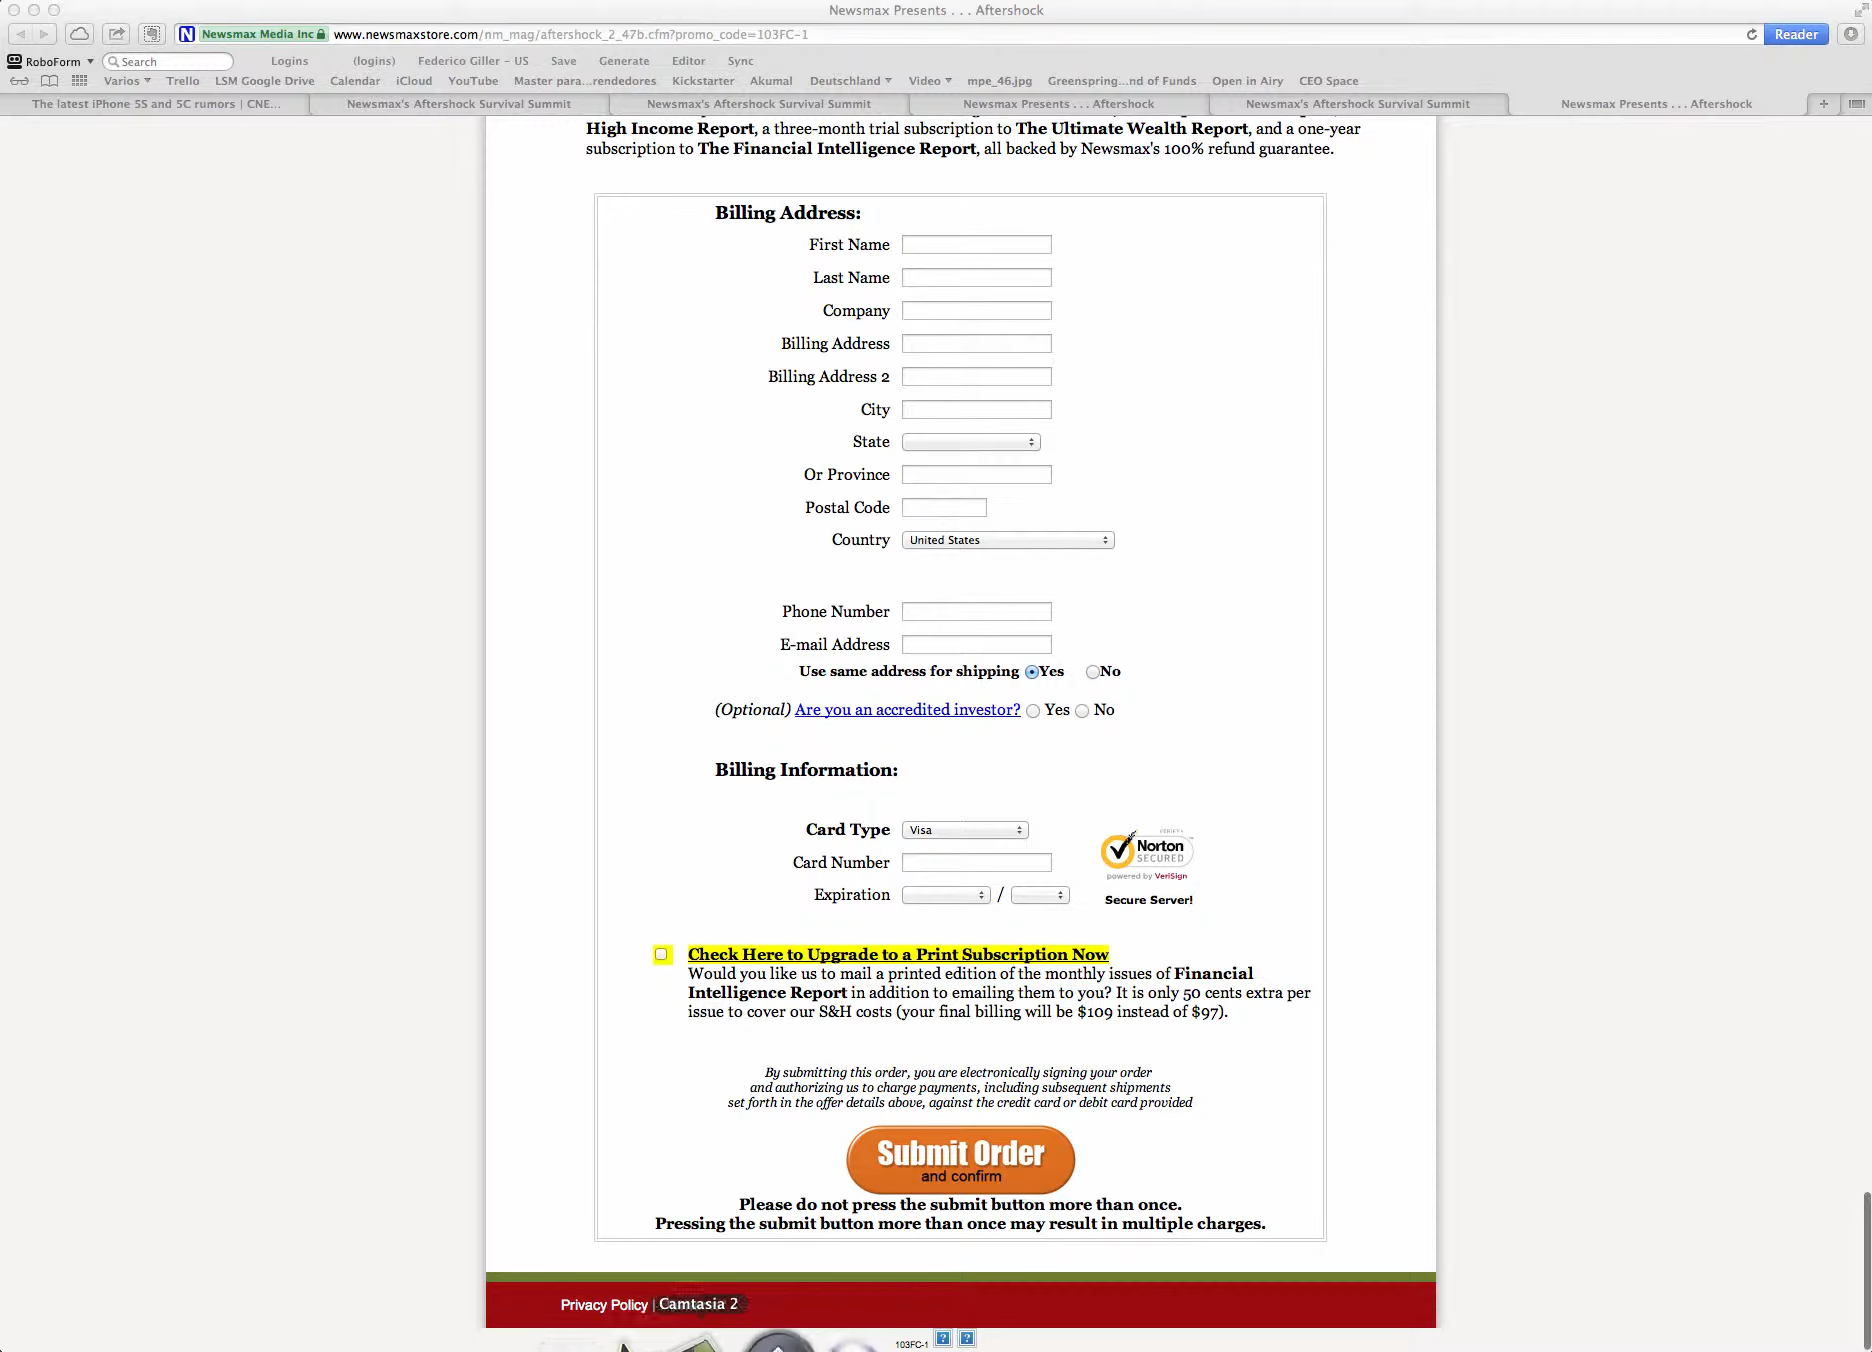 Newsmax Presents . . . Aftershock
Newsmax Media Inc www.newsmaxstore.com/nm_mag/aftershock_2_47b.cfm?promo_code=103FC-1 Reader
RoboForm Search Logins (logins) Federico Giller - US Save Generate Editor Sync
Varios Trello LSM Google Drive Calendar iCloud YouTube Master para...rendedores Kickstarter Akumal Deutschland Video mpe_46.jpg Greenspring...nd of Funds Open in Airy CEO Space
The latest iPhone 5S and 5C rumors | CNE... Newsmax's Aftershock Survival Summit Newsmax's Aftershock Survival Summit Newsmax Presents . . . Aftershock Newsmax's Aftershock Survival Summit Newsmax Presents . . . Aftershock
High Income Report, a three-month trial subscription to The Ultimate Wealth Report, and a one-year
subscription to The Financial Intelligence Report, all backed by Newsmax's 100% refund guarantee.
Billing Address:
First Name
Last Name
Company
Billing Address
Billing Address 2
City
State
Or Province
Postal Code
Country United States
Phone Number
E-mail Address
Use same address for shipping Yes No
(Optional) Are you an accredited investor? Yes No
Billing Information:
Card Type Visa
Card Number
Expiration /
Norton
SECURED
powered by VeriSign
Secure Server!
Check Here to Upgrade to a Print Subscription Now
Would you like us to mail a printed edition of the monthly issues of Financial
Intelligence Report in addition to emailing them to you? It is only 50 cents extra per
issue to cover our S&H costs (your final billing will be $109 instead of $97).
By submitting this order, you are electronically signing your order
and authorizing us to charge payments, including subsequent shipments
set forth in the offer details above, against the credit card or debit card provided
Submit Order
and confirm
Please do not press the submit button more than once.
Pressing the submit button more than once may result in multiple charges.
Privacy Policy | Camtasia 2
103FC-1